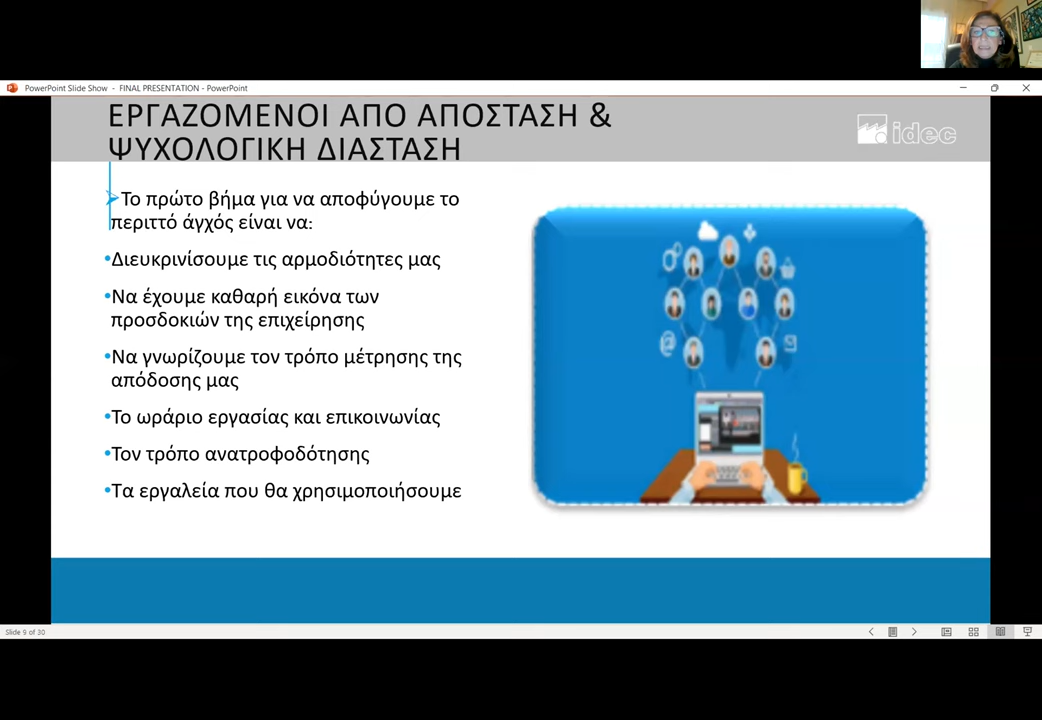 PowerPoint Slide Show - FINAL PRESENTATION - PowerPoint
ΕΡΓΑΖΟΜΕΝΟΙ ΑΠΟ ΑΠΟΣΤΑΣΗ &
ΨΥΧΟΛΟΓΙΚΗ ΔΙΑΣΤΑΣΗ
idec
Το πρώτο βήμα για να αποφύγουμε το
περιττό άγχός είναι να:
•Διευκρινίσουμε τις αρμοδιότητες μας
•Να έχουμε καθαρή εικόνα των
προσδοκιών της επιχείρησης
•Να γνωρίζουμε τον τρόπο μέτρησης της
απόδοσης μας
•Το ωράριο εργασίας και επικοινωνίας
•Τον τρόπο ανατροφοδότησης
•Τα εργαλεία που θα χρησιμοποιήσουμε
Slide 9 of 30